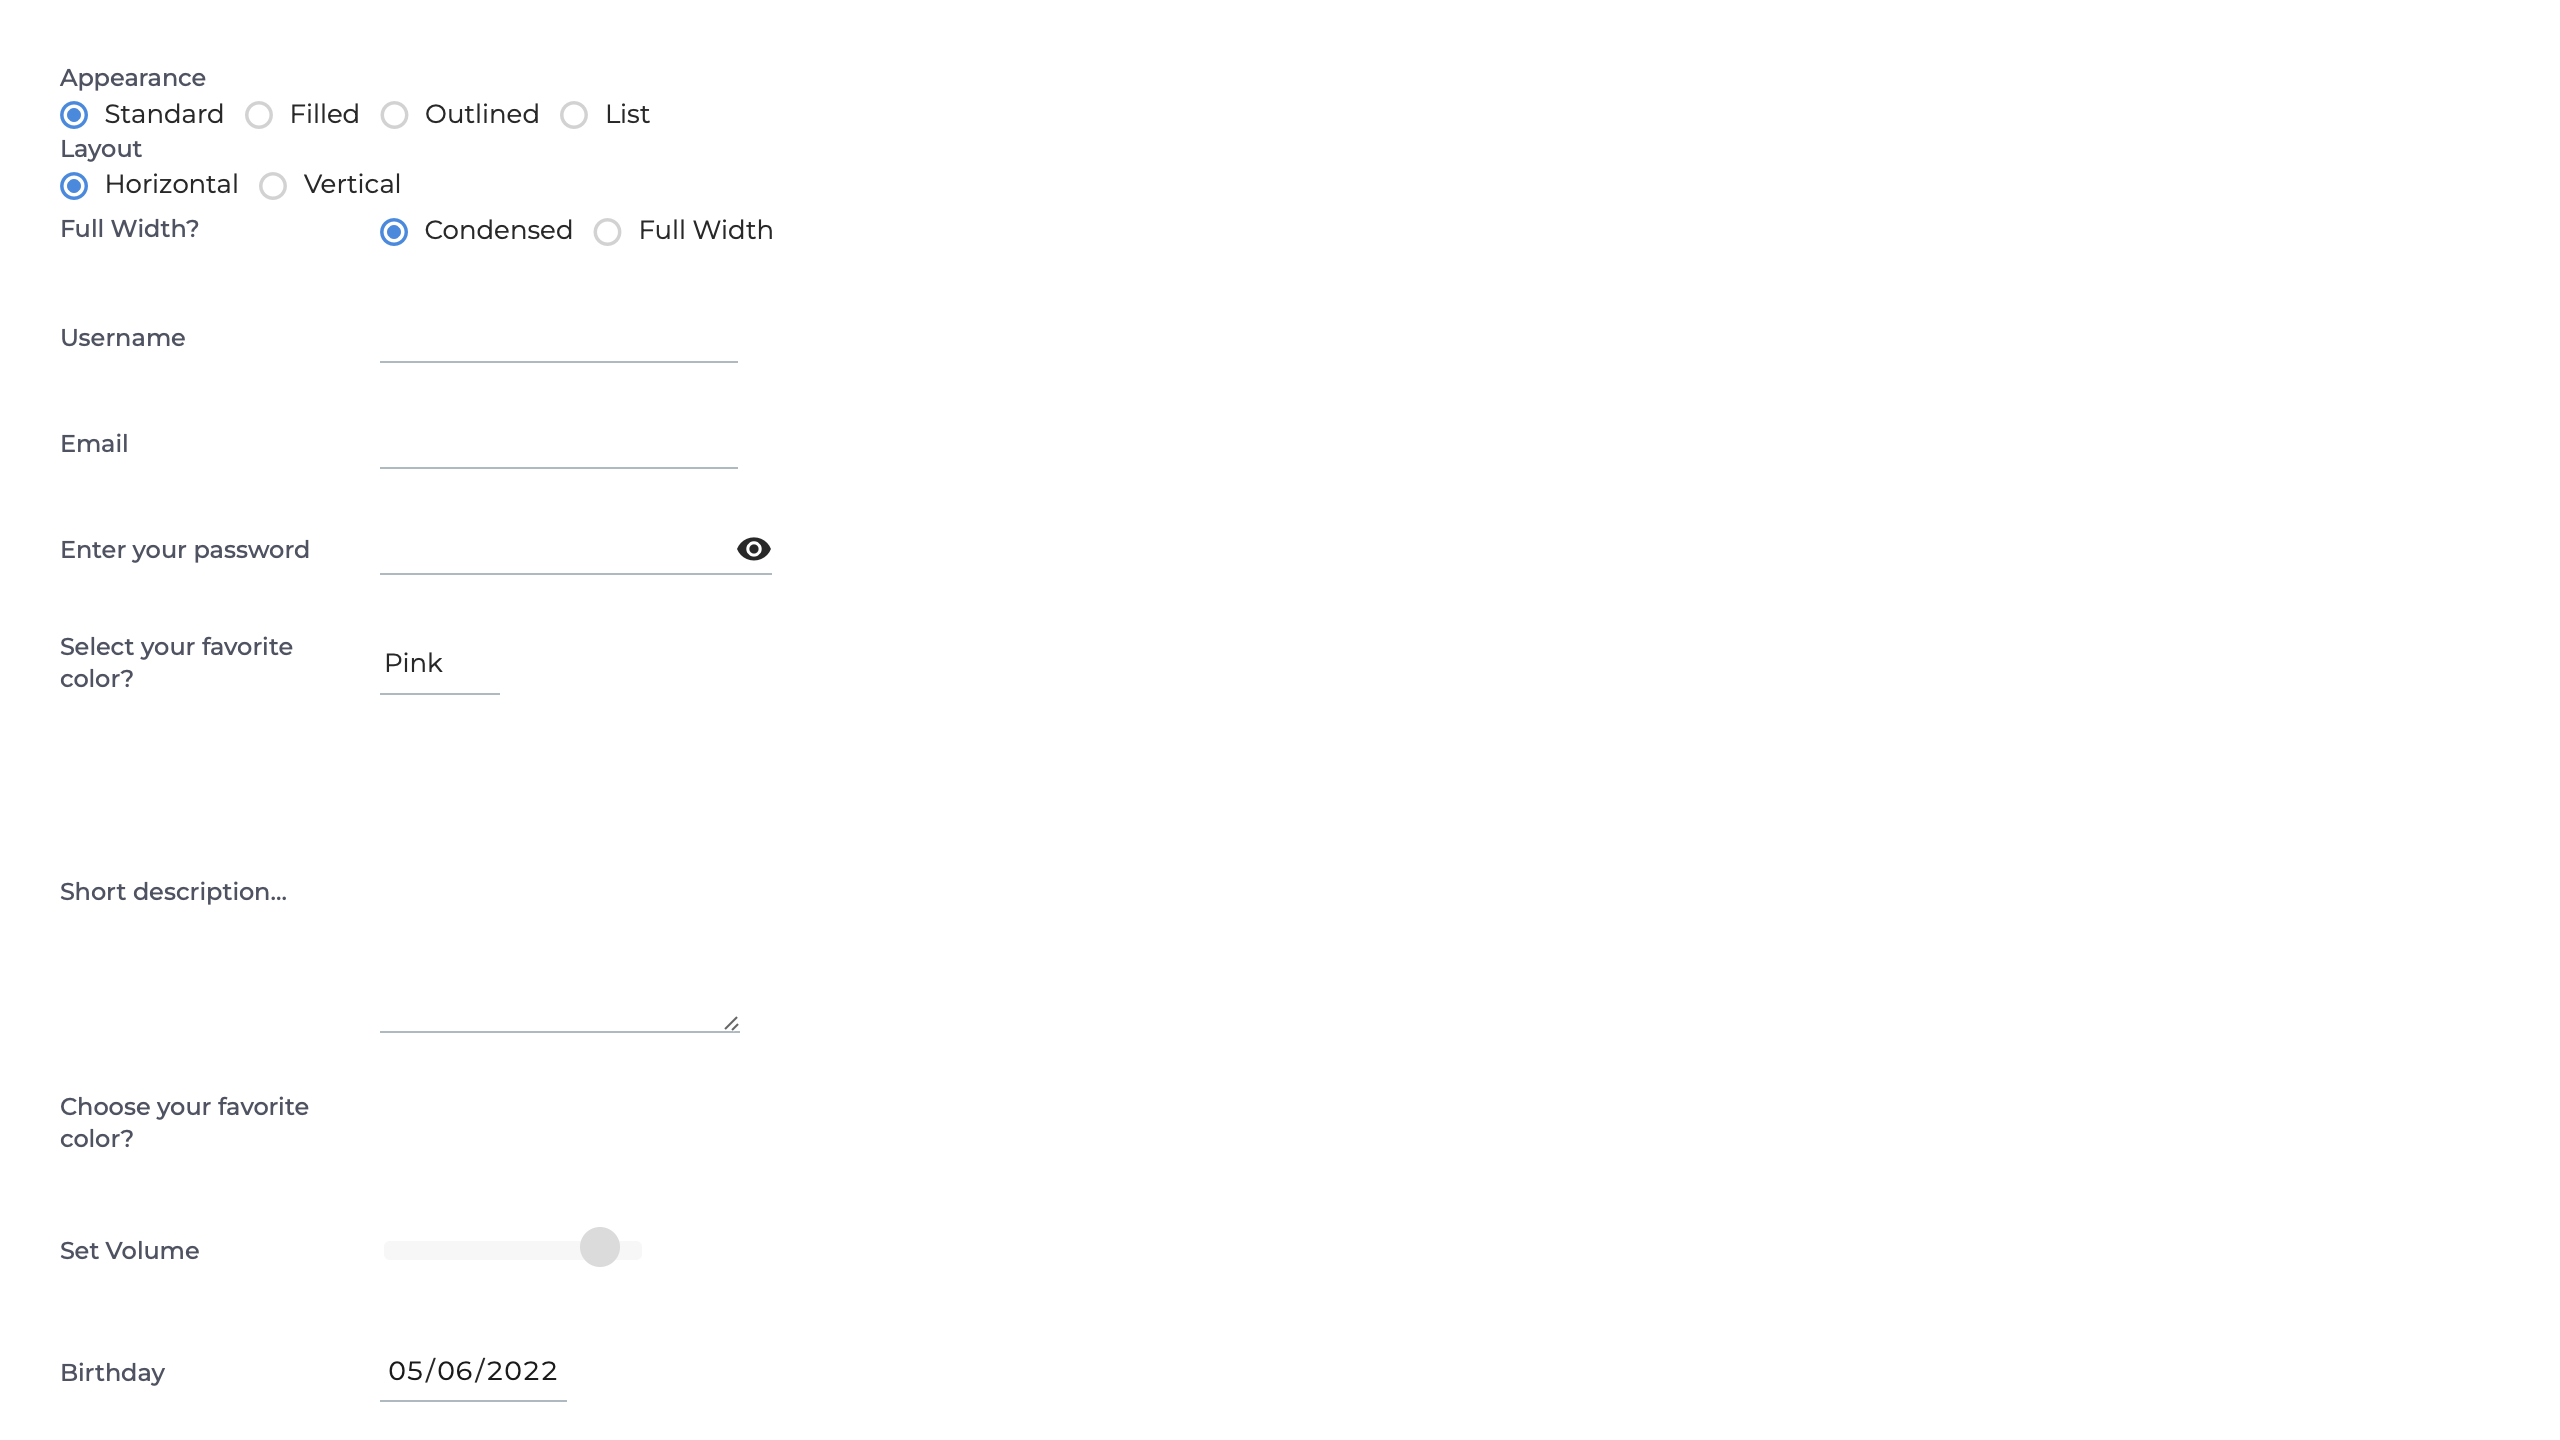 Appearance
Standard Filled Outlined List
Layout
Horizontal Vertical
Full Width? Condensed Full Width
Username
Email
Enter your password
Select your favorite
color?
Pink
Short description...
Choose your favorite
color?
Set Volume
Birthday 05/06/2022